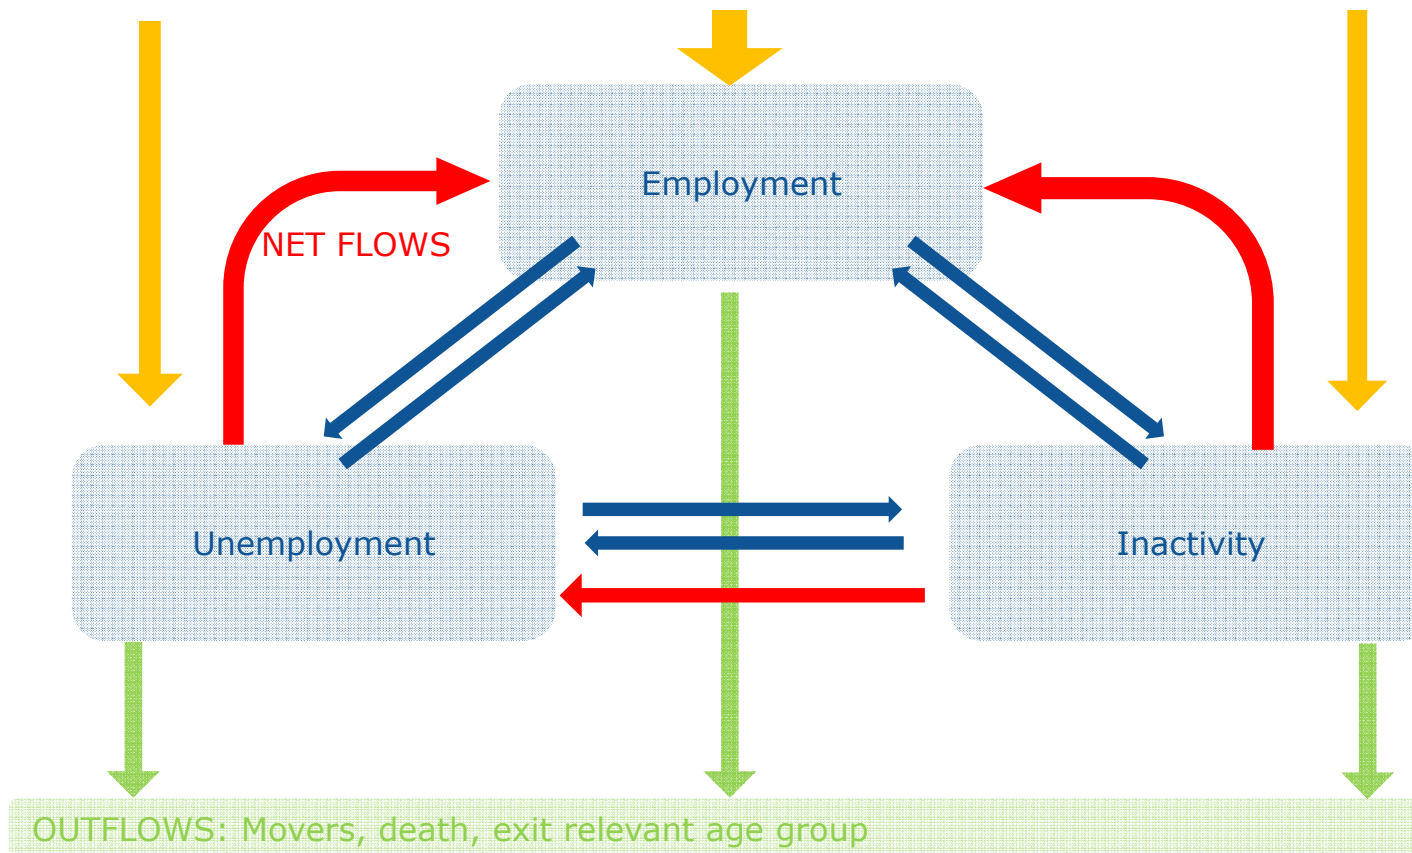 Employment
NET FLOWS
Unemployment
Inactivity
OUTFLOWS: Movers, death, exit relevant age group